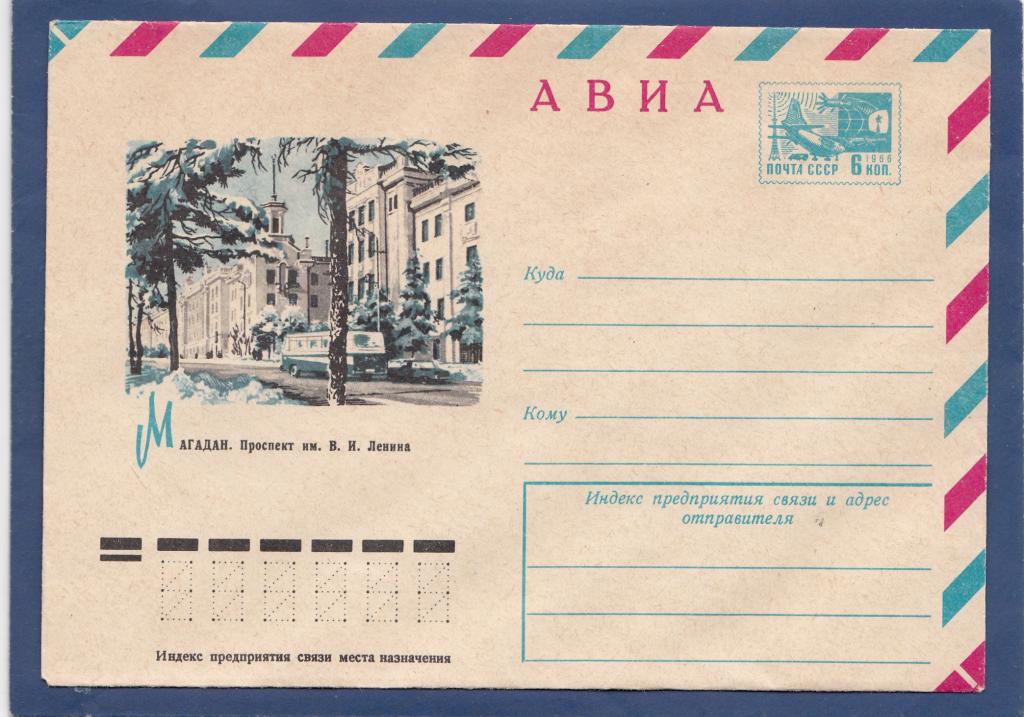 АВИА
1966
ПОЧТА СССР 6 КОП.
Куда
Кому
МАГАДАН. Проспект им. В. И. Ленина
Индекс предприятия связи и адрес
отправителя
Индекс предприятия связи места назначения